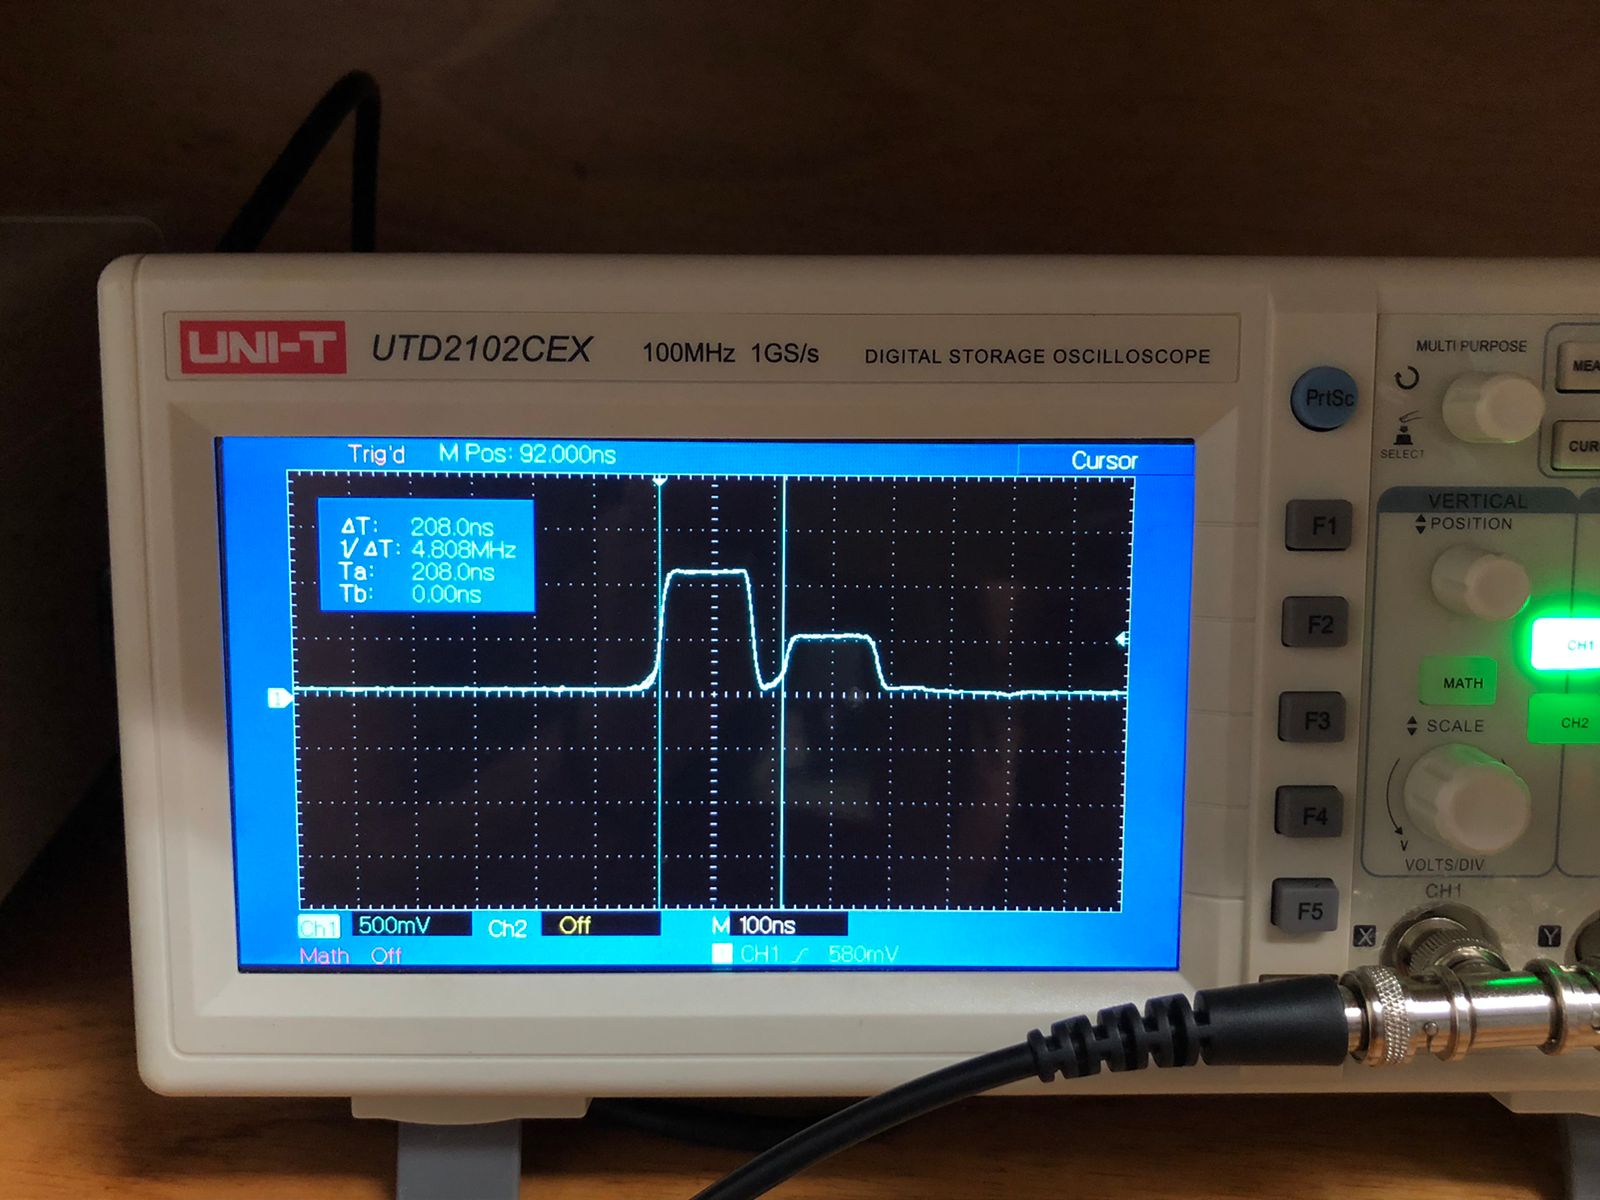 UNI-T UTD2102CEX 100MHz 1GS/s DIGITAL STORAGE OSCILLOSCOPE
MULTI PURPOSE
PrtSc
SELECT
Trig'd M Pos: 92.000ns Cursor
ΔT: 208.0ns
1/ΔT: 4.808MHz
Ta: 208.0ns
Tb: 0.00ns
1
Ch1 500mV Ch2 Off M 100ns
Math Off CH1 580mV
F1
F2
F3
F4
F5
VERTICAL
POSITION
CH1
MATH
CH2
SCALE
V
VOLTS/DIV
CH1
X Y